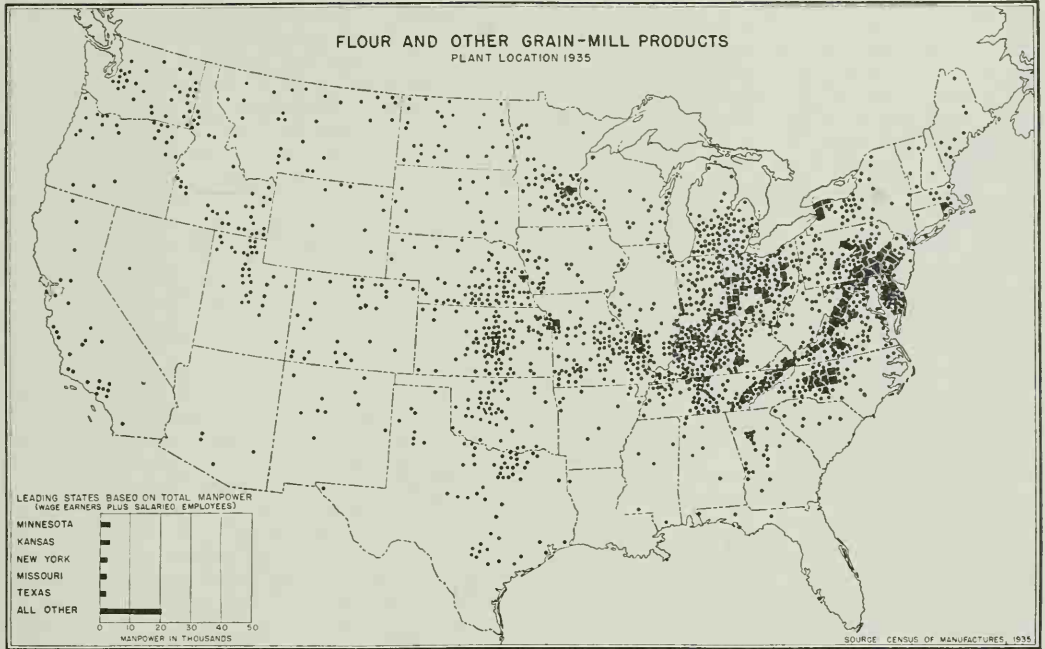 FLOUR AND OTHER GRAIN-MILL PRODUCTS
PLANT LOCATION 1935
LEADING STATES BASED ON TOTAL MANPOWER
(WAGE EARNERS PLUS SALARIED EMPLOYEES)
MINNESOTA
KANSAS
NEW YORK
MISSOURI
TEXAS
ALL OTHER
0 10 20 30 40 50
MANPOWER IN THOUSANDS
SOURCE: CENSUS OF MANUFACTURES, 1935